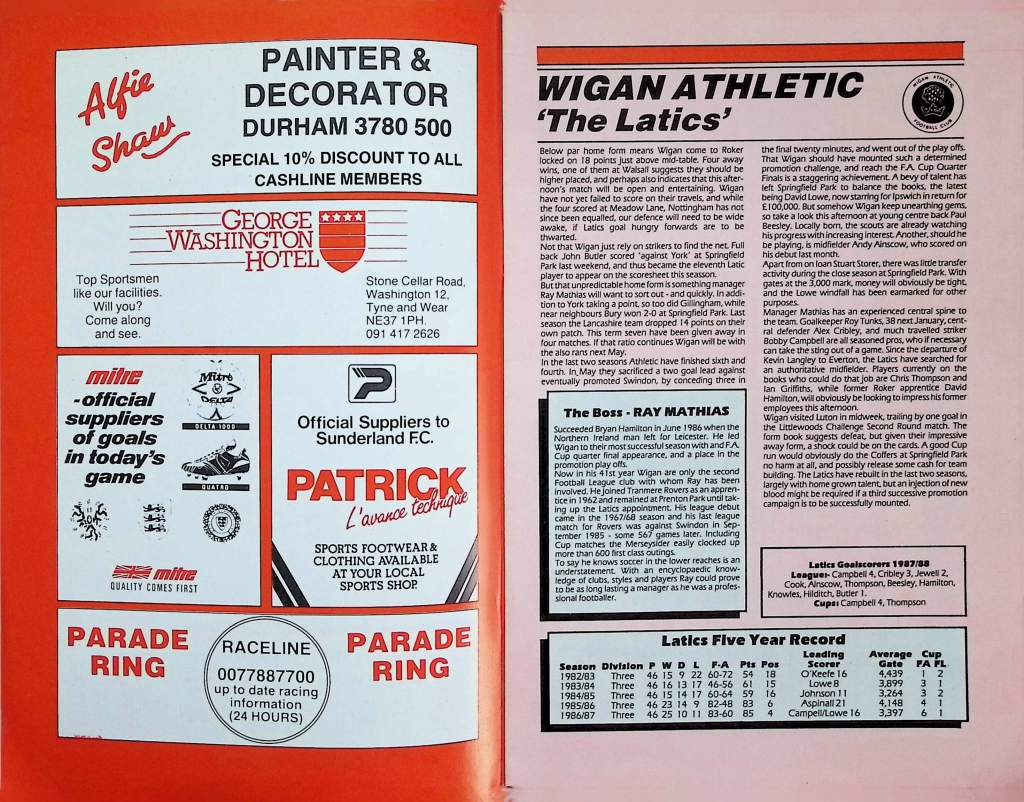 Alfie
Shaw
PAINTER &
DECORATOR
DURHAM 3780 500
SPECIAL 10% DISCOUNT TO ALL
CASHLINE MEMBERS
GEORGE
WASHINGTON
HOTEL
Top Sportsmen
like our facilities.
Will you?
Come along
and see.
Stone Cellar Road,
Washington 12,
Tyne and Wear
NE37 1PH.
091 417 2626
mitre
-official
suppliers
of goals
in today's
game
Mitre
DELTA
DELTA 1000
QUATRO
mitre
QUALITY COMES FIRST
Official Suppliers to
Sunderland F.C.
PATRICK
L'avance technique
SPORTS FOOTWEAR &
CLOTHING AVAILABLE
AT YOUR LOCAL
SPORTS SHOP.
PARADE
RING
RACELINE
0077887700
up to date racing
information
(24 HOURS)
PARADE
RING
WIGAN ATHLETIC
'The Latics'
WIGAN ATHLETIC
FOOTBALL CLUB
Below par home form means Wigan come to Roker
locked on 18 points just above mid-table. Four away
wins, one of them at Walsall suggests they should be
higher placed, and perhaps also indicates that this after-
noon's match will be open and entertaining. Wigan
have not yet failed to score on their travels, and while
the four scored at Meadow Lane, Nottingham has not
since been equalled, our defence will need to be wide
awake, if Latics goal hungry forwards are to be
thwarted.
Not that Wigan just rely on strikers to find the net. Full
back John Butler scored 'against York' at Springfield
Park last weekend, and thus became the eleventh Latic
player to appear on the scoresheet this season.
But that unpredictable home form is something manager
Ray Mathias will want to sort out - and quickly. In addi-
tion to York taking a point, so too did Gillingham, while
near neighbours Bury won 2-0 at Springfield Park. Last
season the Lancashire team dropped 14 points on their
own patch. This term seven have been given away in
four matches. If that ratio continues Wigan will be with
the also rans next May.
In the last two seasons Athletic have finished sixth and
fourth. In May they sacrificed a two goal lead against
eventually promoted Swindon, by conceding three in
the final twenty minutes, and went out of the play offs.
That Wigan should have mounted such a determined
promotion challenge, and reach the F.A. Cup Quarter
Finals is a staggering achievement. A bevy of talent has
left Springfield Park to balance the books, the latest
being David Lowe, now starring for Ipswich in return for
£100,000. But somehow Wigan keep unearthing gems,
so take a look this afternoon at young centre back Paul
Beesley. Locally born, the scouts are already watching
his progress with increasing interest. Another, should he
be playing, is midfielder Andy Ainscow, who scored on
his debut last month.
Apart from on loan Stuart Storer, there was little transfer
activity during the close season at Springfield Park. With
gates at the 3,000 mark, money will obviously be tight,
and the Lowe windfall has been earmarked for other
purposes.
Manager Mathias has an experienced central spine to
the team. Goalkeeper Roy Tunks, 38 next January, cent-
ral defender Alex Cribley, and much travelled striker
Bobby Campbell are all seasoned pros, who if necessary
can take the sting out of a game. Since the departure of
Kevin Langley to Everton, the Latics have searched for
an authoritative midfielder. Players currently on the
books who could do that job are Chris Thompson and
Ian Griffiths, while former Roker apprentice David
Hamilton, will obviously be looking to impress his former
employees this afternoon.
Wigan visited Luton in midweek, trailing by one goal in
the Littlewoods Challenge Second Round match. The
form book suggests defeat, but given their impressive
away form, a shock could be on the cards. A good Cup
run would obviously do the Coffers at Springfield Park
no harm at all, and possibly release some cash for team
building. The Latics have rebuilt in the last two seasons,
largely with home grown talent, but an injection of new
blood might be required if a third successive promotion
campaign is to be successfully mounted.
The Boss - RAY MATHIAS
Succeeded Bryan Hamilton in June 1986 when the
Northern Ireland man left for Leicester. He led
Wigan to their most successful season with and F.A.
Cup quarter final appearance, and a place in the
promotion play offs.
Now in his 41st year Wigan are only the second
Football League club with whom Ray has been
involved. He joined Tranmere Rovers as an appren-
tice in 1962 and remained at Prenton Park until tak-
ing up the Latics appointment. His league debut
came in the 1967/68 season and his last league
match for Rovers was against Swindon in Sep-
tember 1985 - some 567 games later. Including
Cup matches the Merseysider easily clocked up
more than 600 first class outings.
To say he knows soccer in the lower reaches is an
understatement. With an encyclopaedic know-
ledge of clubs, styles and players Ray could prove
to be as long lasting a manager as he was a profes-
sional footballer.
Latics Goalscorers 1987/88
League:- Campbell 4, Cribley 3, Jewell 2,
Cook, Ainscow, Thompson, Beesley, Hamilton,
Knowles, Hilditch, Butler 1.
Cups: Campbell 4, Thompson
Latics Five Year Record
Season Division P W D L F-A Pts Pos Leading Scorer Average Gate Cup FA FL
1982/83 Three 46 15 9 22 60-72 54 18 O'Keefe 16 4,439 1 2
1983/84 Three 46 16 13 17 46-56 61 15 Lowe 8 3,899 3 1
1984/85 Three 46 15 14 17 60-64 59 16 Johnson 11 3,264 3 2
1985/86 Three 46 23 14 9 82-48 83 6 Aspinall 21 4,148 4 1
1986/87 Three 46 25 10 11 83-60 85 4 Campell/Lowe 16 3,397 6 1